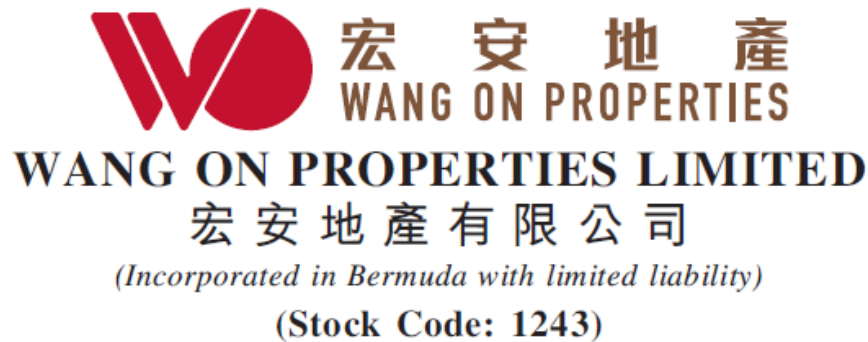 宏安地產
WANG ON PROPERTIES
WANG ON PROPERTIES LIMITED
宏安地產有限公司
(Incorporated in Bermuda with limited liability)
(Stock Code: 1243)